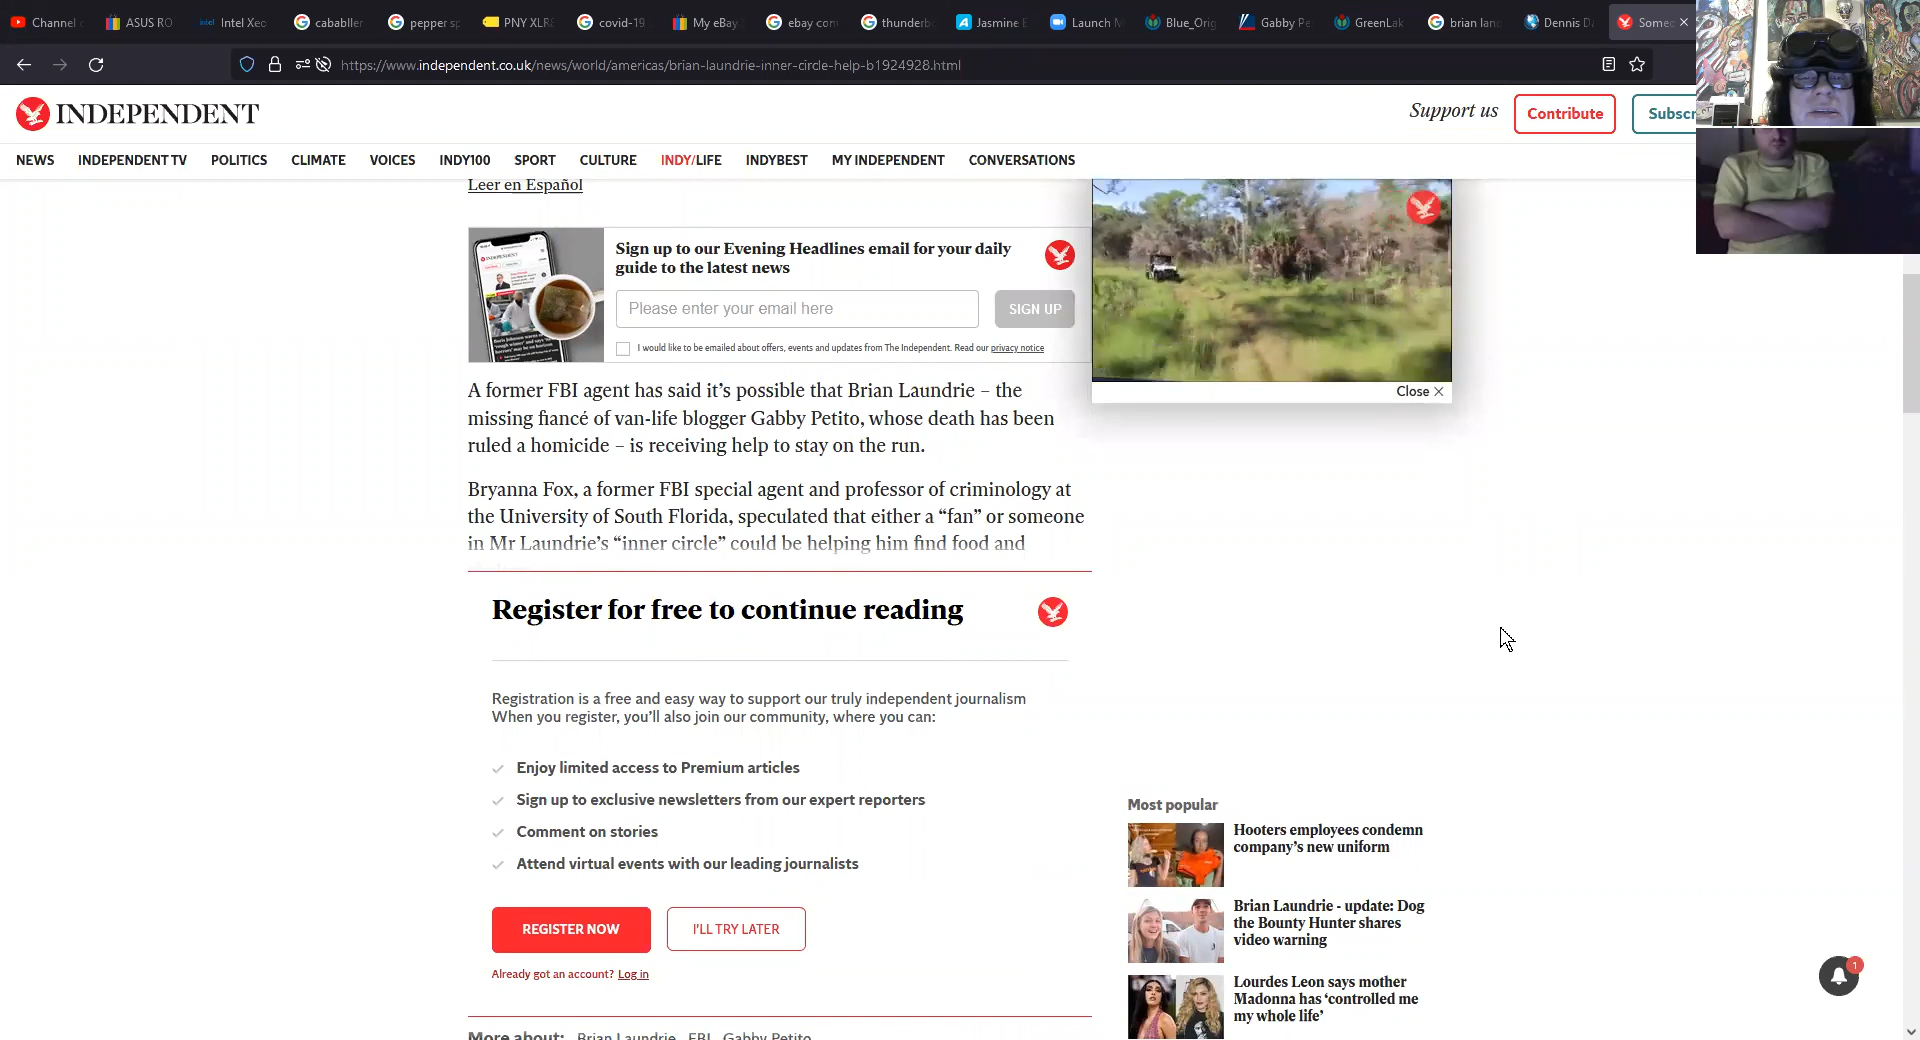 Channel
ASUS RO
intel Intel Xeo
cababller
pepper sp
PNY XLR8
covid-19
My eBay
ebay con
thunderb
Jasmine E
Launch M
Blue_Orig
Gabby Pe
GreenLak
brian lan
Dennis D
Some
https://www.independent.co.uk/news/world/americas/brian-laundrie-inner-circle-help-b1924928.html
INDEPENDENT
Support us
Contribute
Subscr
NEWS INDEPENDENT TV POLITICS CLIMATE VOICES INDY100 SPORT CULTURE INDY/LIFE INDYBEST MY INDEPENDENT CONVERSATIONS
Leer en Español
Sign up to our Evening Headlines email for your daily
guide to the latest news
Please enter your email here
SIGN UP
I would like to be emailed about offers, events and updates from The Independent. Read our privacy notice
Close ×
A former FBI agent has said it's possible that Brian Laundrie – the
missing fiancé of van-life blogger Gabby Petito, whose death has been
ruled a homicide – is receiving help to stay on the run.
Bryanna Fox, a former FBI special agent and professor of criminology at
the University of South Florida, speculated that either a “fan” or someone
in Mr Laundrie’s “inner circle” could be helping him find food and
Register for free to continue reading
Registration is a free and easy way to support our truly independent journalism
When you register, you’ll also join our community, where you can:
Enjoy limited access to Premium articles
Sign up to exclusive newsletters from our expert reporters
Comment on stories
Attend virtual events with our leading journalists
REGISTER NOW
I'LL TRY LATER
Already got an account? Log in
More about: Brian Laundrie FBI Gabby Petito
Most popular
Hooters employees condemn
company’s new uniform
Brian Laundrie - update: Dog
the Bounty Hunter shares
video warning
Lourdes Leon says mother
Madonna has ‘controlled me
my whole life’
1